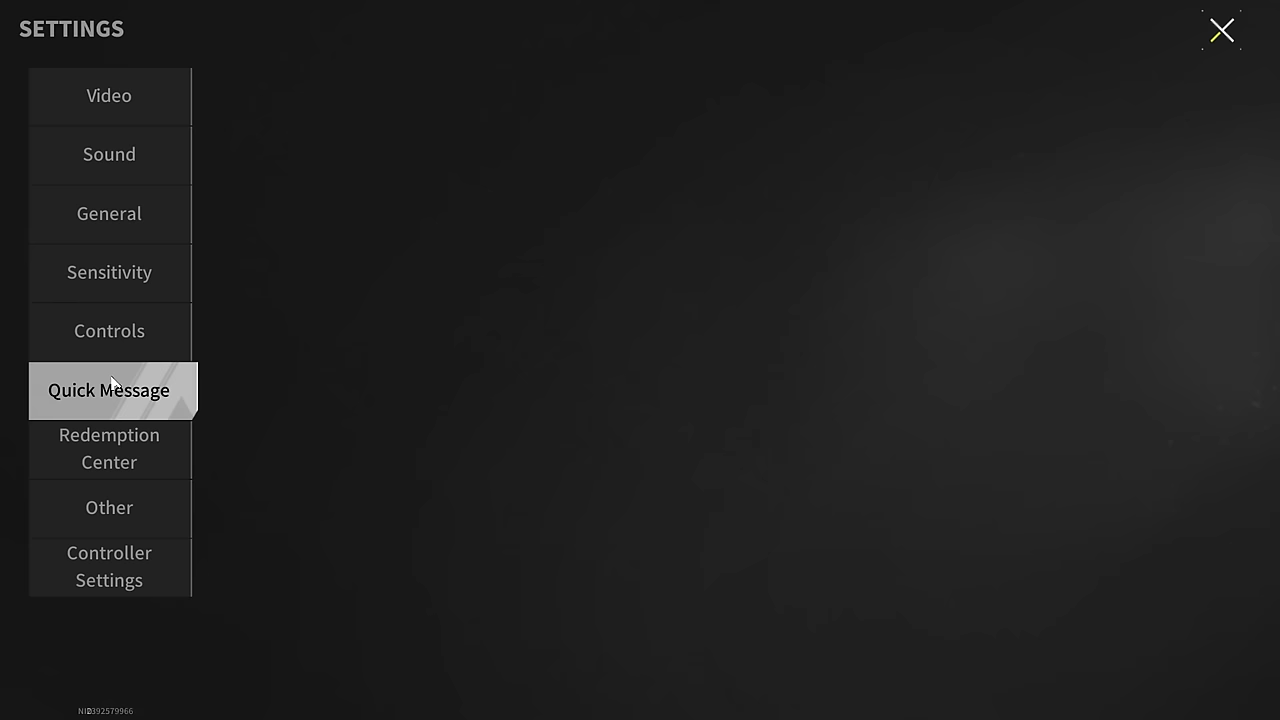 SETTINGS
Video
Sound
General
Sensitivity
Controls
Quick Message
Redemption
Center
Other
Controller
Settings